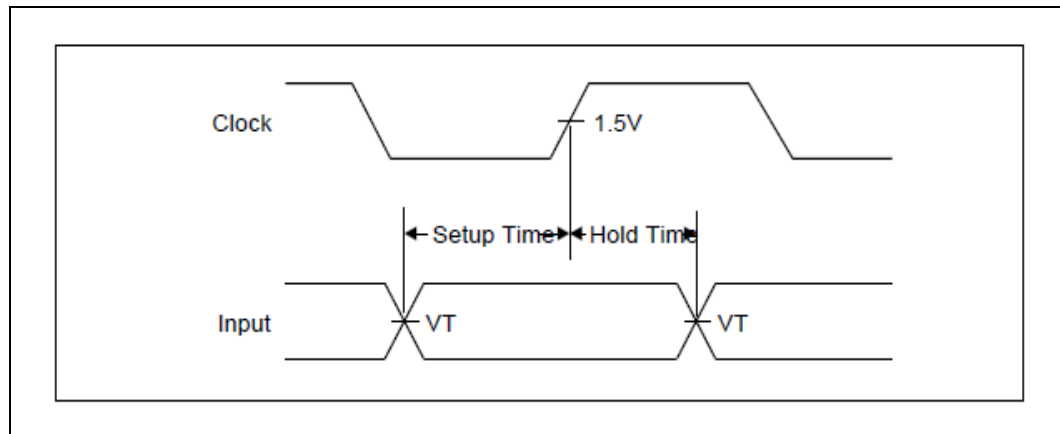 Clock
1.5V
Setup Time
Hold Time
Input
VT
VT